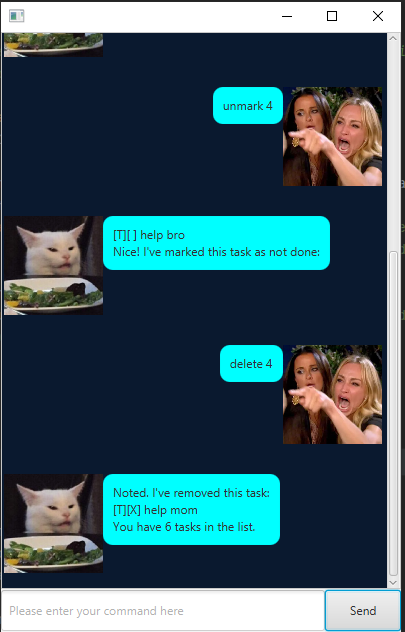 unmark 4
[T][ ] help bro
Nice! I've marked this task as not done:
delete 4
Noted. I've removed this task:
[T][X] help mom
You have 6 tasks in the list.
Please enter your command here
Send